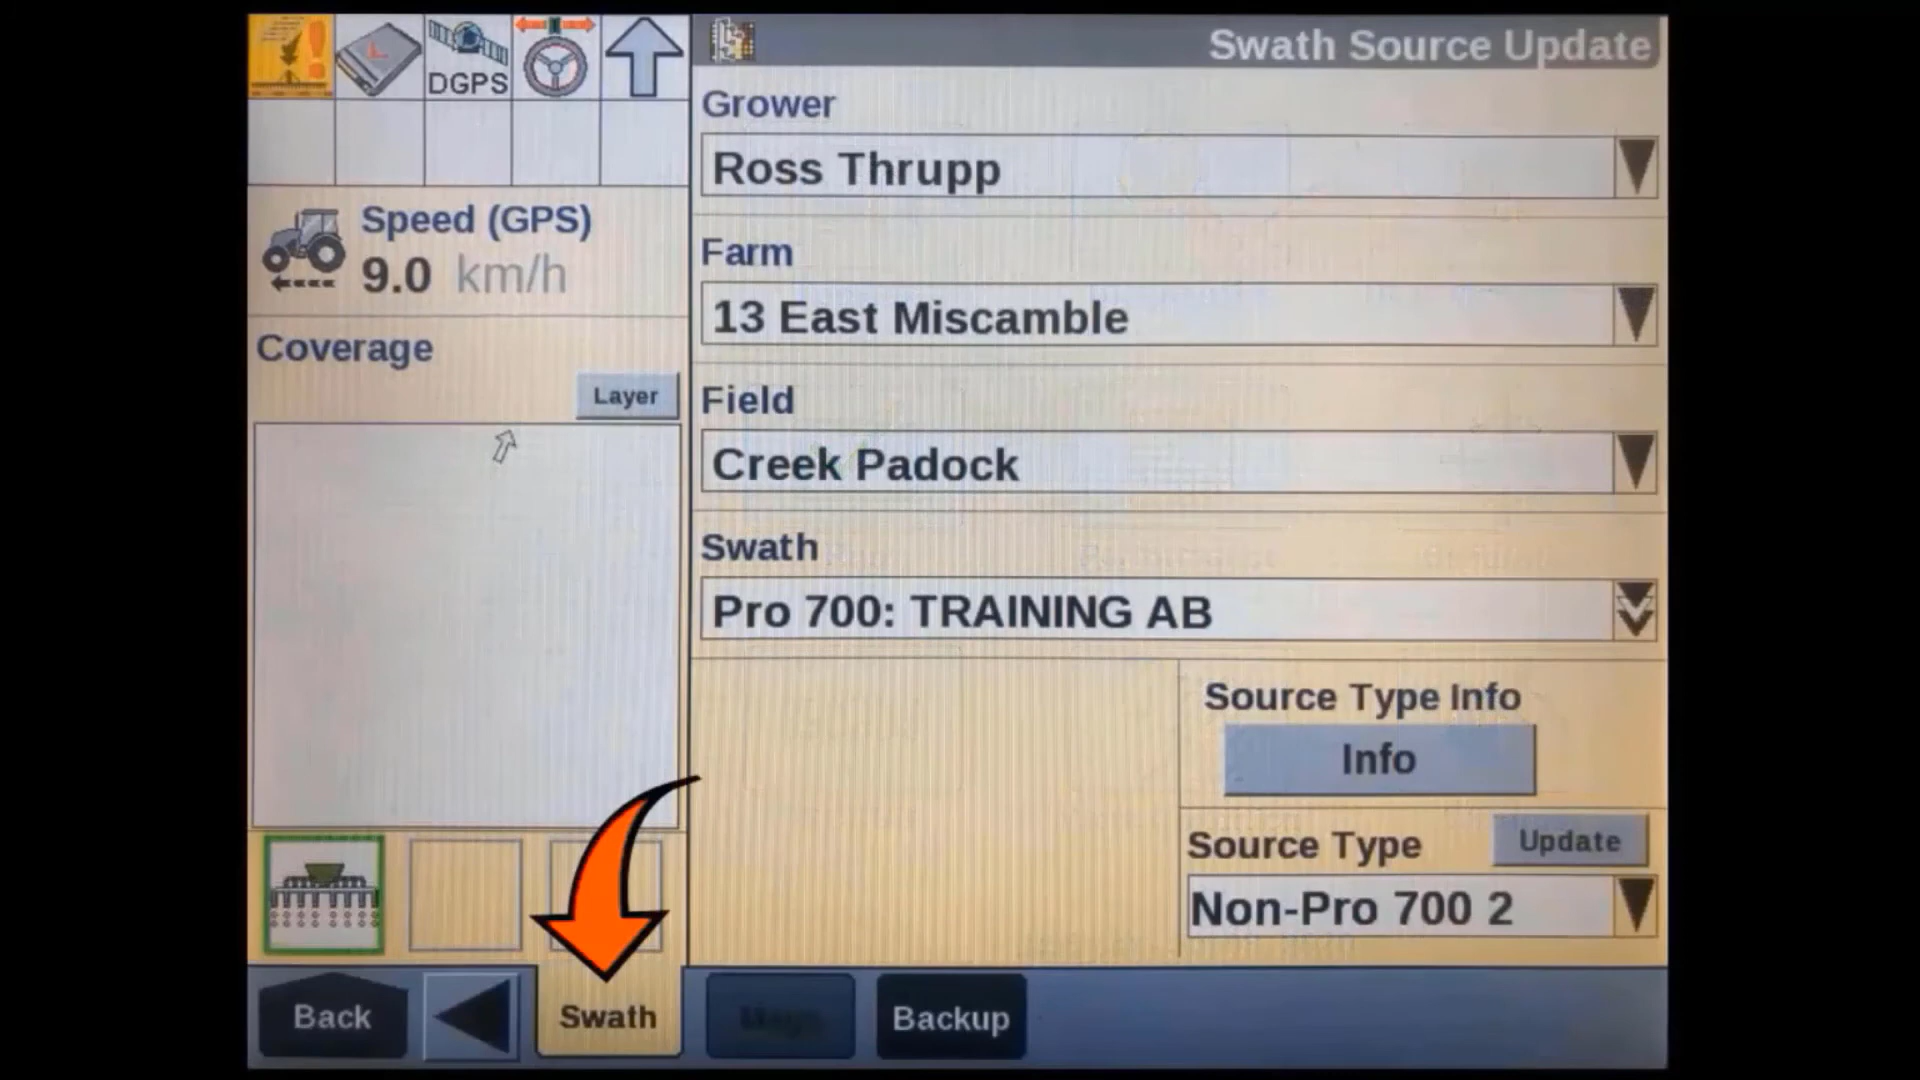 DGPS
Swath Source Update
Speed (GPS)
9.0 km/h
Coverage
Layer
Grower
Ross Thrupp
Farm
13 East Miscamble
Field
Creek Padock
Swath
Pro 700: TRAINING AB
Source Type Info
Info
Source Type
Update
Non-Pro 700 2
Back
Swath
Backup